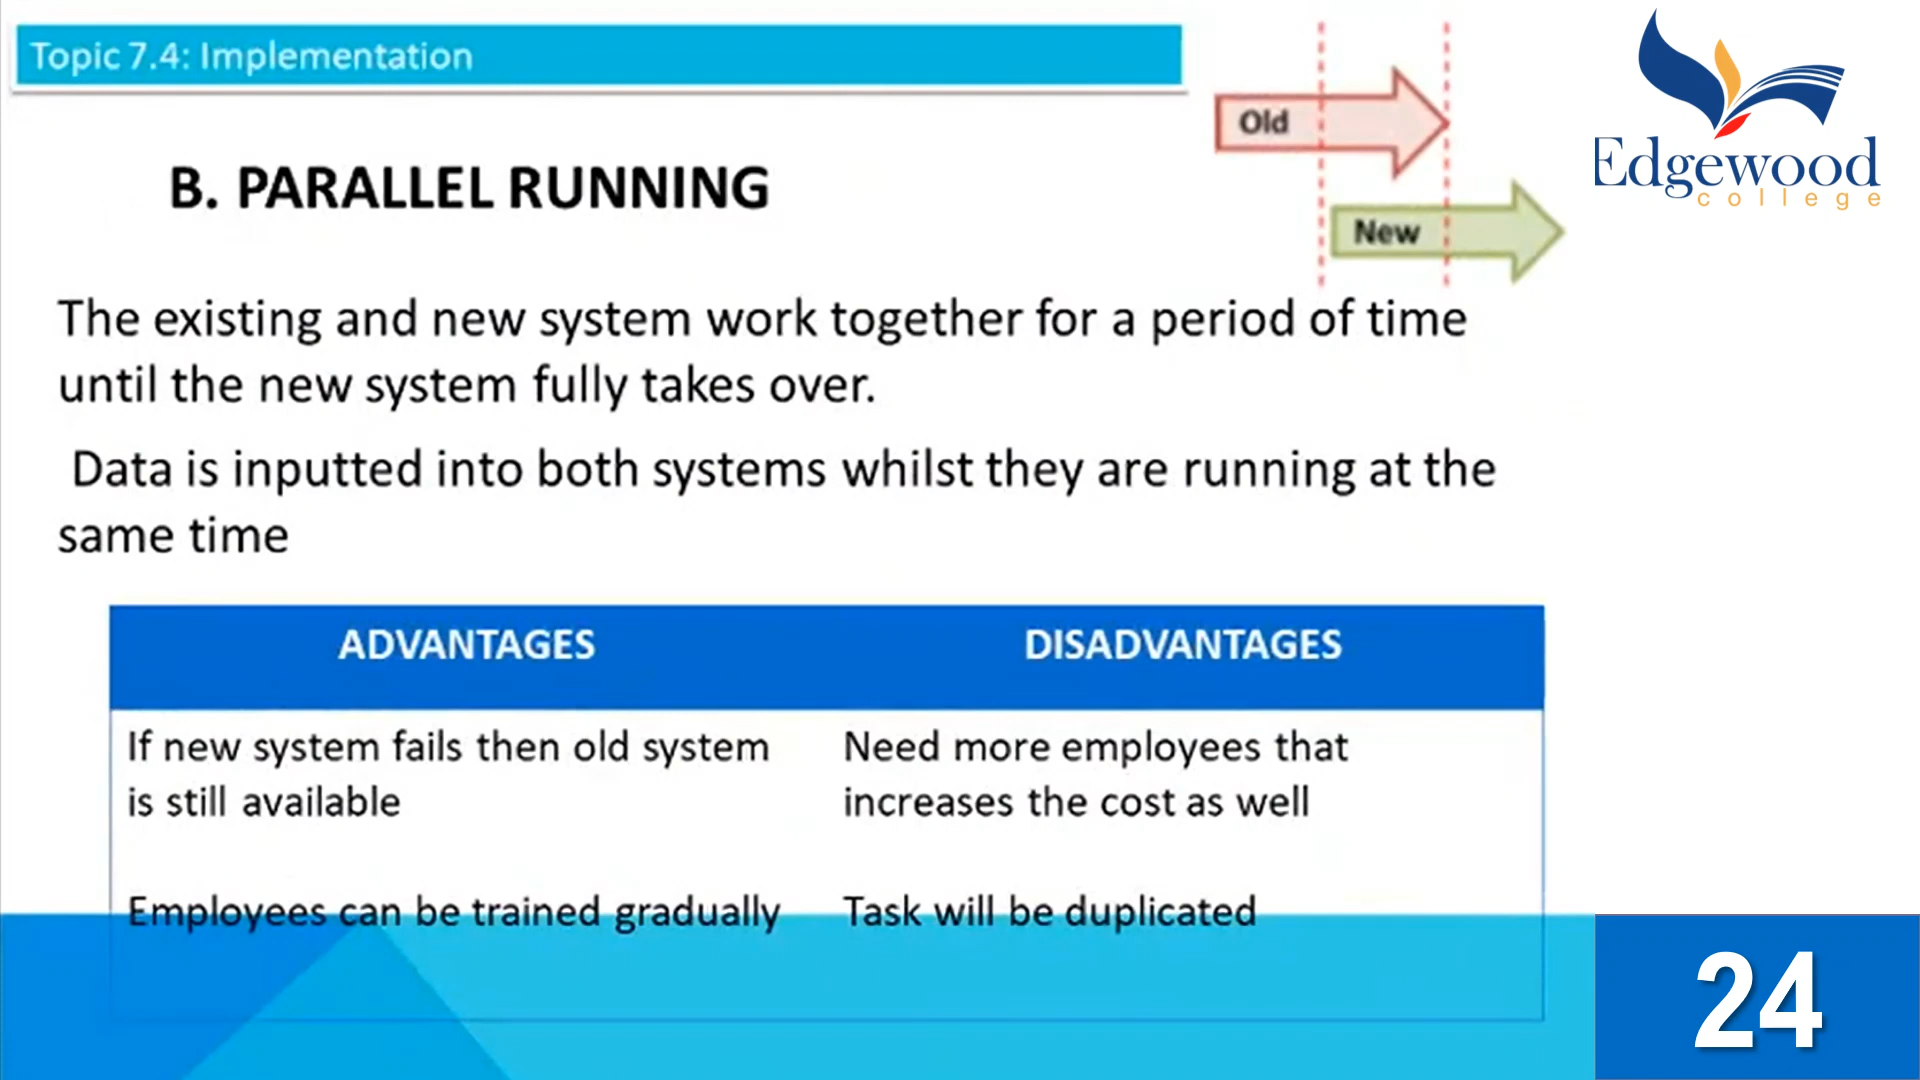 Topic 7.4: Implementation
Old
New
Edgewood
college
B. PARALLEL RUNNING
The existing and new system work together for a period of time
until the new system fully takes over.
Data is inputted into both systems whilst they are running at the
same time
ADVANTAGES
DISADVANTAGES
If new system fails then old system
is still available
Need more employees that
increases the cost as well
Employees can be trained gradually
Task will be duplicated
24